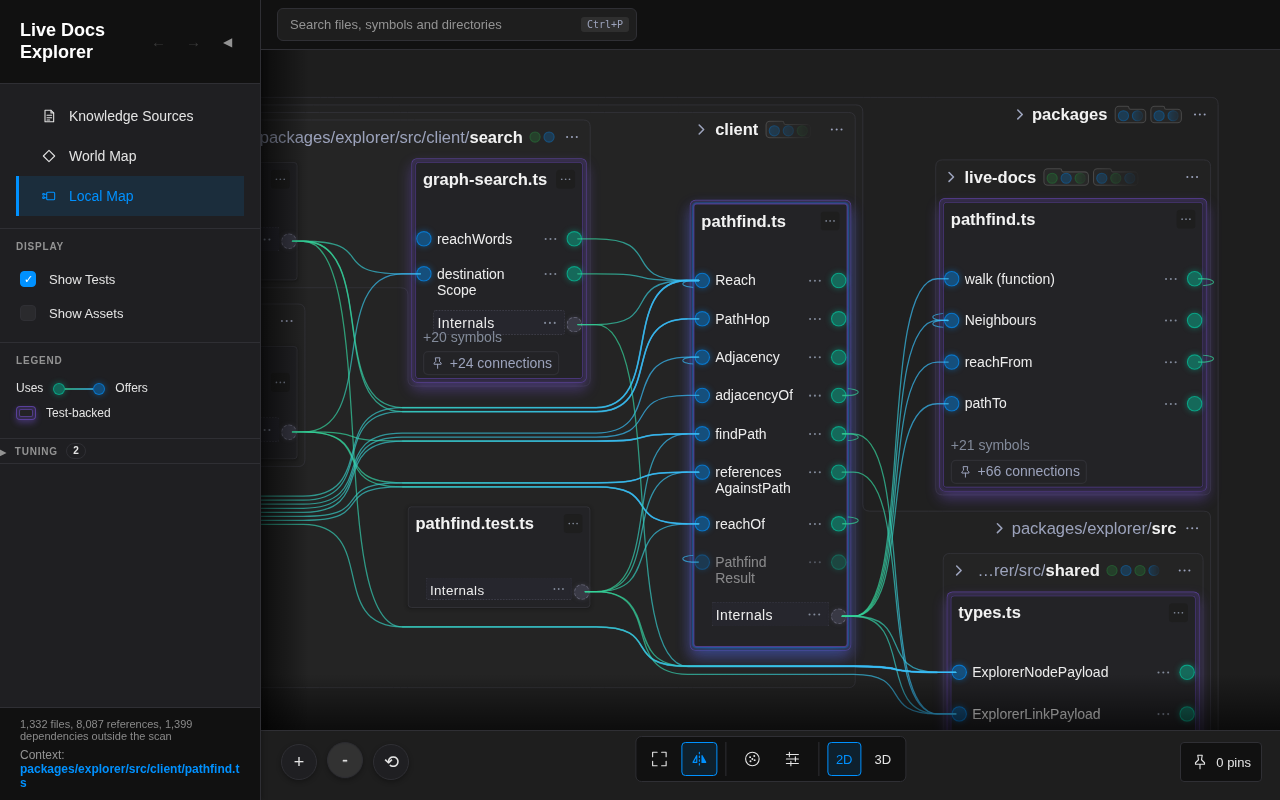 Live Docs
Explorer
Search files, symbols and directories
Ctrl+P
Knowledge Sources
World Map
Local Map
DISPLAY
Show Tests
Show Assets
LEGEND
Uses
Offers
Test-backed
TUNING 2
1,332 files, 8,087 references, 1,399
dependencies outside the scan
Context:
packages/explorer/src/client/pathfind.t
s
packages/explorer/src/client/search
graph-search.ts
reachWords
destination
Scope
Internals
+20 symbols
+24 connections
pathfind.test.ts
Internals
client
pathfind.ts
Reach
PathHop
Adjacency
adjacencyOf
findPath
references
AgainstPath
reachOf
Pathfind
Result
Internals
packages
live-docs
pathfind.ts
walk (function)
Neighbours
reachFrom
pathTo
+21 symbols
+66 connections
packages/explorer/src
...rer/src/shared
types.ts
ExplorerNodePayload
ExplorerLinkPayload
+
-
2D
3D
0 pins